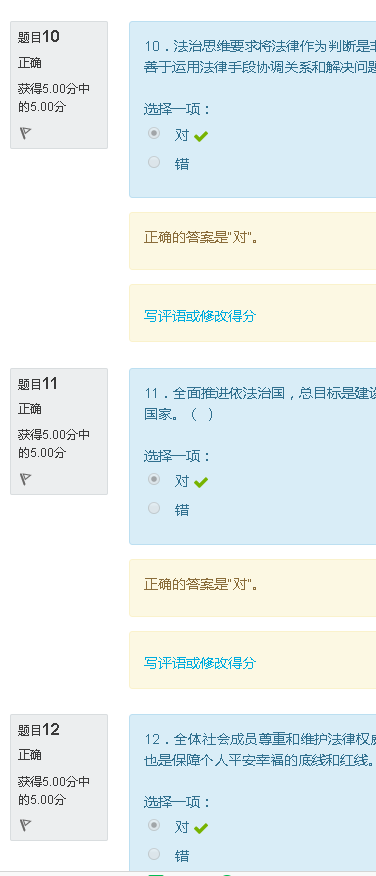 题目10
正确
获得5.00分中
的5.00分
10．法治思维要求将法律作为判断是
善于运用法律手段协调关系和解决问
选择一项：
对
错
正确的答案是“对”。
写评语或修改得分
题目11
正确
获得5.00分中
的5.00分
11．全面推进依法治国，总目标是建设
国家。（ ）
选择一项：
对
错
正确的答案是“对”。
写评语或修改得分
题目12
正确
获得5.00分中
的5.00分
12．全体社会成员尊重和维护法律权
也是保障个人平安幸福的底线和红线。
选择一项：
对
错